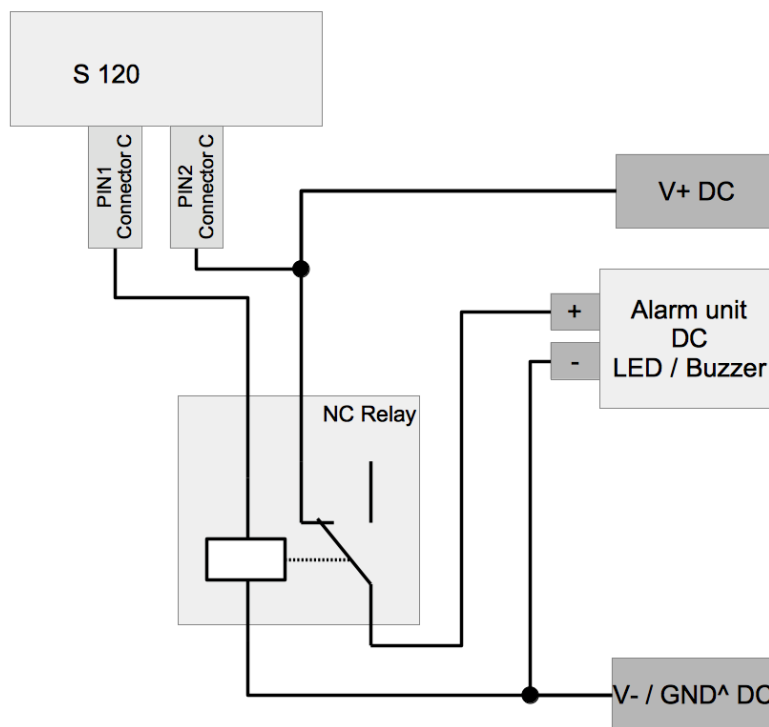 S 120
PIN1
Connector C
PIN2
Connector C
V+ DC
+
Alarm unit
DC
-
LED / Buzzer
NC Relay
V- / GND^ DC